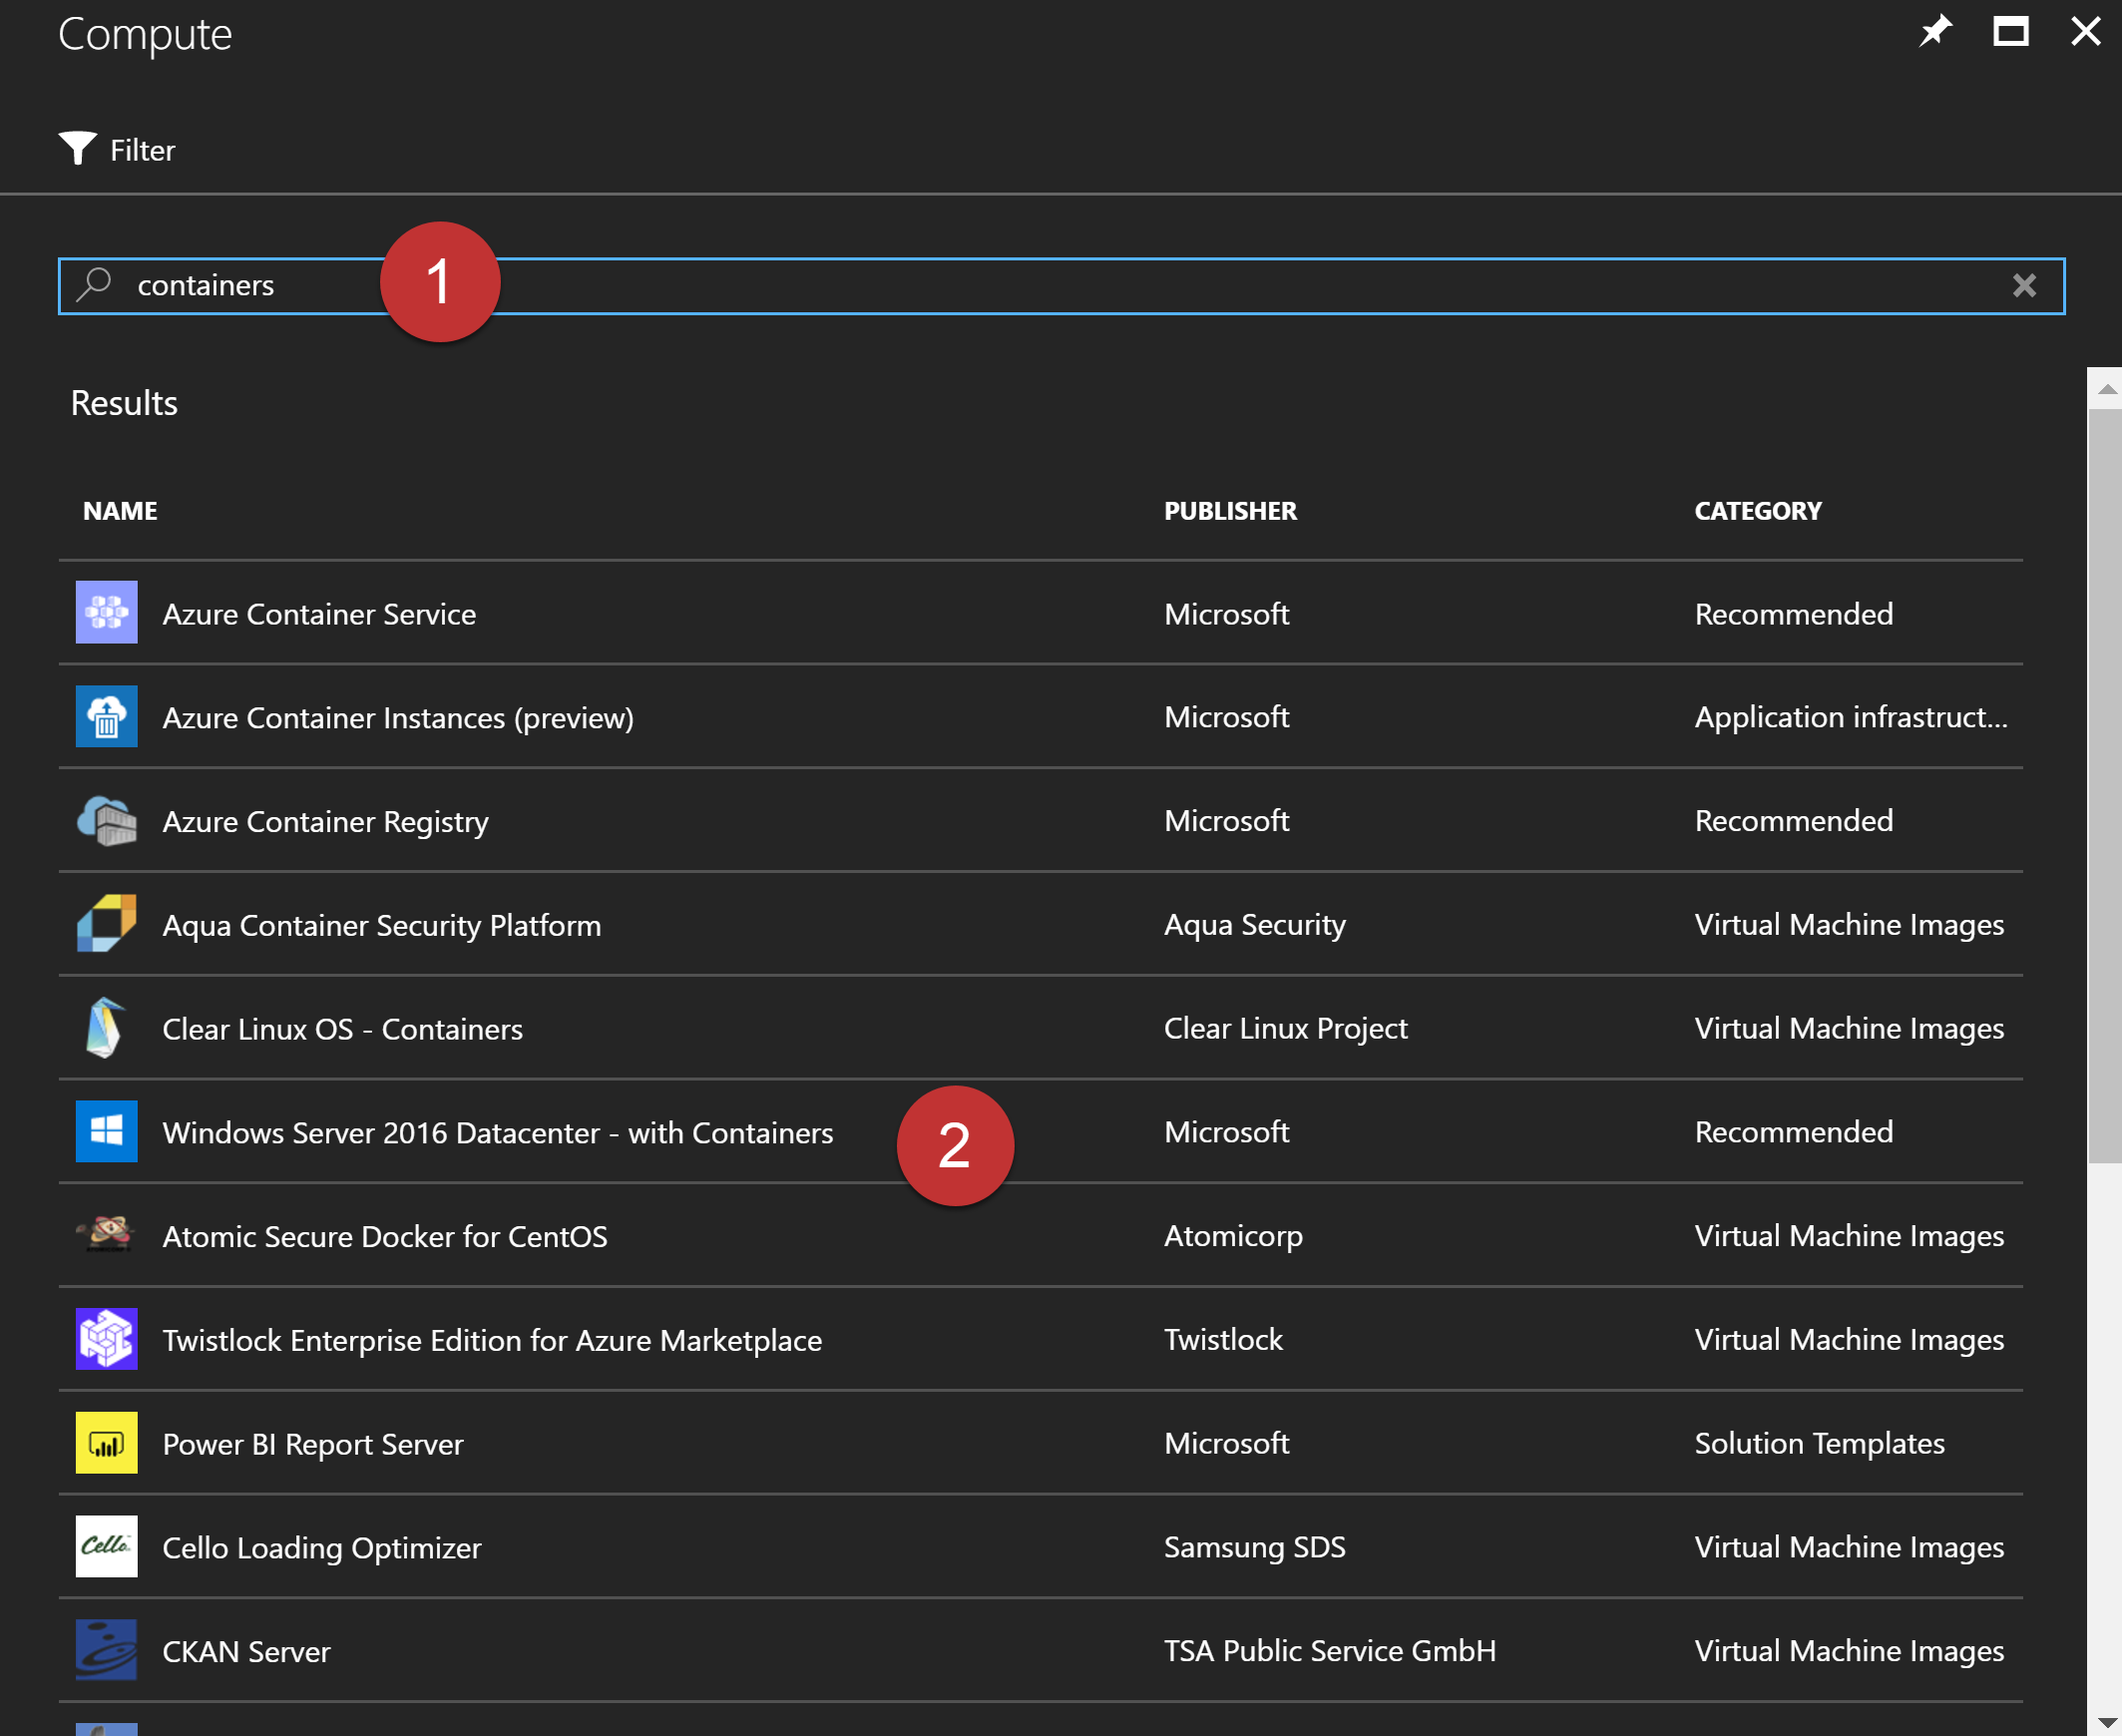 Compute
Filter
containers 1
Results
NAME PUBLISHER CATEGORY
Azure Container Service Microsoft Recommended
Azure Container Instances (preview) Microsoft Application infrastruct...
Azure Container Registry Microsoft Recommended
Aqua Container Security Platform Aqua Security Virtual Machine Images
Clear Linux OS - Containers Clear Linux Project Virtual Machine Images
Windows Server 2016 Datacenter - with Containers 2 Microsoft Recommended
Atomic Secure Docker for CentOS Atomicorp Virtual Machine Images
Twistlock Enterprise Edition for Azure Marketplace Twistlock Virtual Machine Images
Power BI Report Server Microsoft Solution Templates
Cello Cello Loading Optimizer Samsung SDS Virtual Machine Images
CKAN Server TSA Public Service GmbH Virtual Machine Images